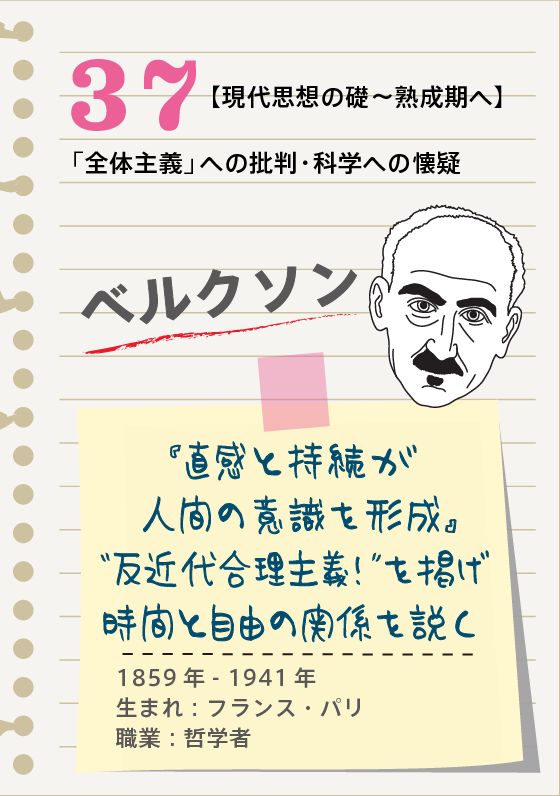 37【現代思想の礎〜熟成期へ】
「全体主義」への批判・科学への懐疑
ベルクソン
『直感と持続が
人間の意識を形成』
“反近代合理主義!”を掲げ
時間と自由の関係を説く
1859年-1941年
生まれ：フランス・パリ
職業：哲学者